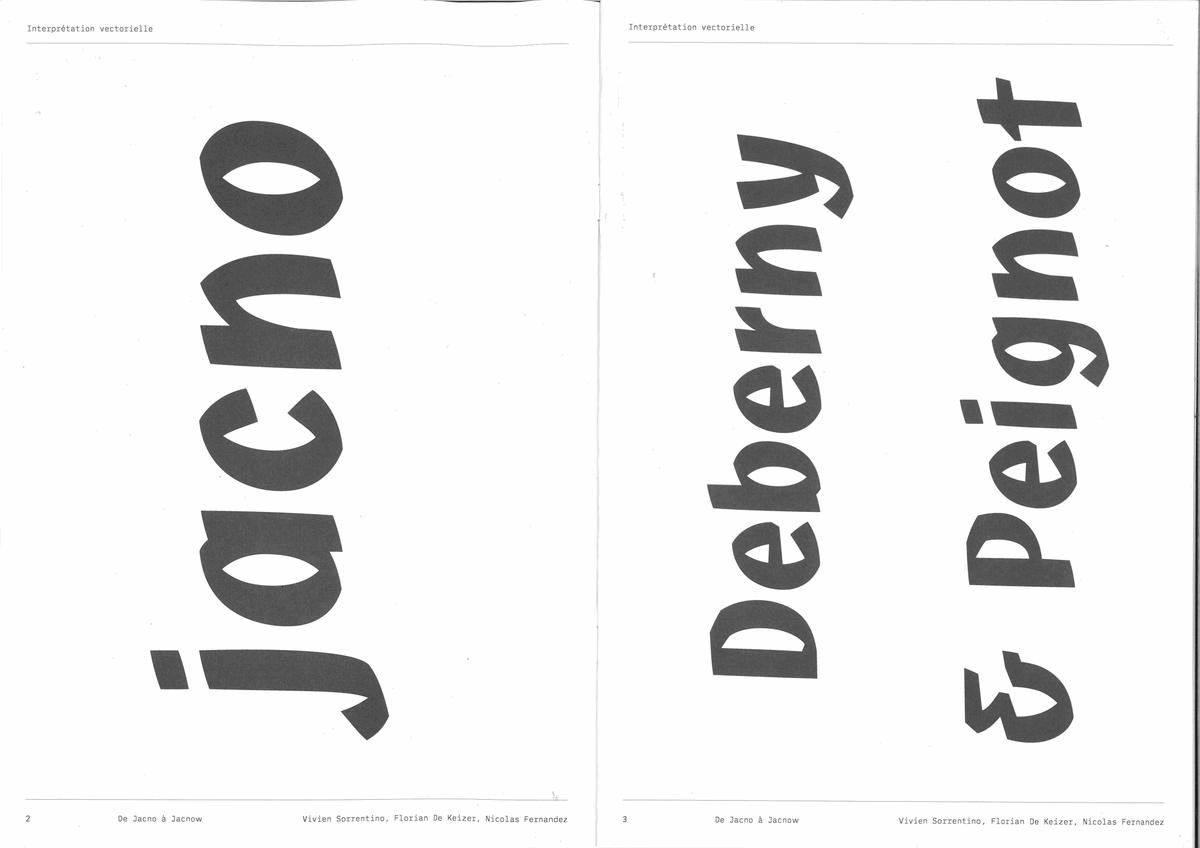 Interprétation vectorielle
jacno
2 De Jacno à Jacnow Vivien Sorrentino, Florian De Keizer, Nicolas Fernandez
Interprétation vectorielle
Deberny
& Peignot
3 De Jacno à Jacnow Vivien Sorrentino, Florian De Keizer, Nicolas Fernandez